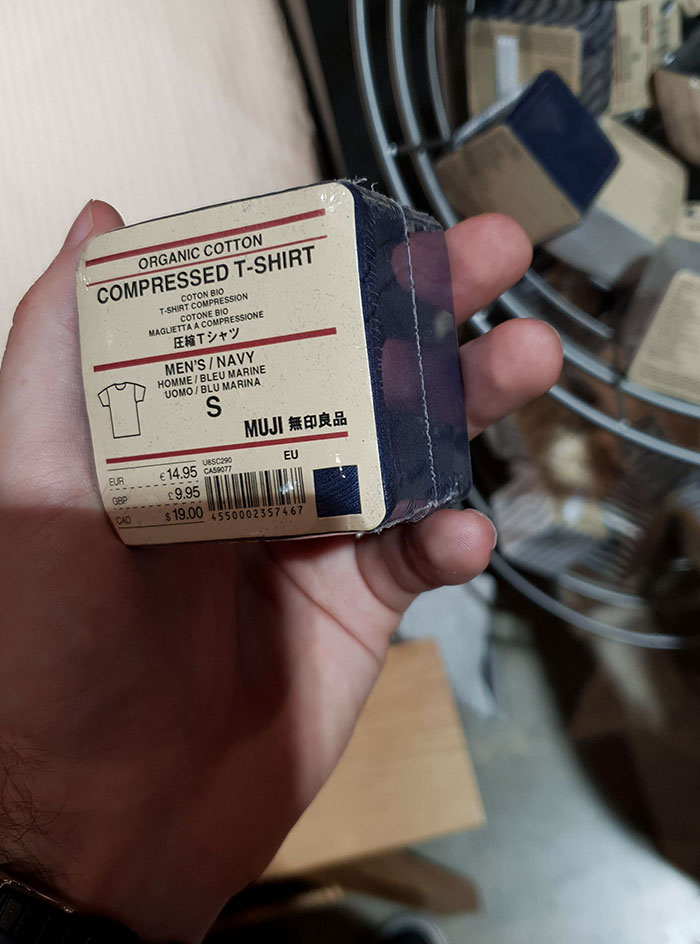 ORGANIC COTTON
COMPRESSED T-SHIRT
COTON BIO
T-SHIRT COMPRESSION
COTONE BIO
MAGLIETTA A COMPRESSIONE
圧縮Tシャツ
MEN'S / NAVY
HOMME / BLEU MARINE
UOMO / BLU MARINA
S
MUJI 無印良品
EUR € 14.95
GBP £ 9.95
CAD $ 19.00
U8SC290
CA59077
EU
4550002357467